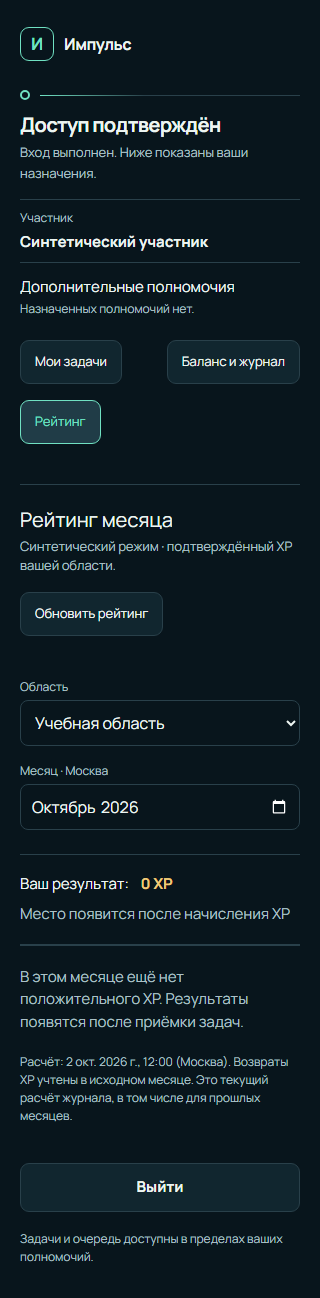 И Импульс
Доступ подтверждён
Вход выполнен. Ниже показаны ваши
назначения.
Участник
Синтетический участник
Дополнительные полномочия
Назначенных полномочий нет.
Мои задачи
Баланс и журнал
Рейтинг
Рейтинг месяца
Синтетический режим · подтверждённый XP
вашей области.
Обновить рейтинг
Область
Учебная область
Месяц · Москва
Октябрь 2026
Ваш результат: 0 XP
Место появится после начисления XP
В этом месяце ещё нет
положительного XP. Результаты
появятся после приёмки задач.
Расчёт: 2 окт. 2026 г., 12:00 (Москва). Возвраты
XP учтены в исходном месяце. Это текущий
расчёт журнала, в том числе для прошлых
месяцев.
Выйти
Задачи и очередь доступны в пределах ваших
полномочий.